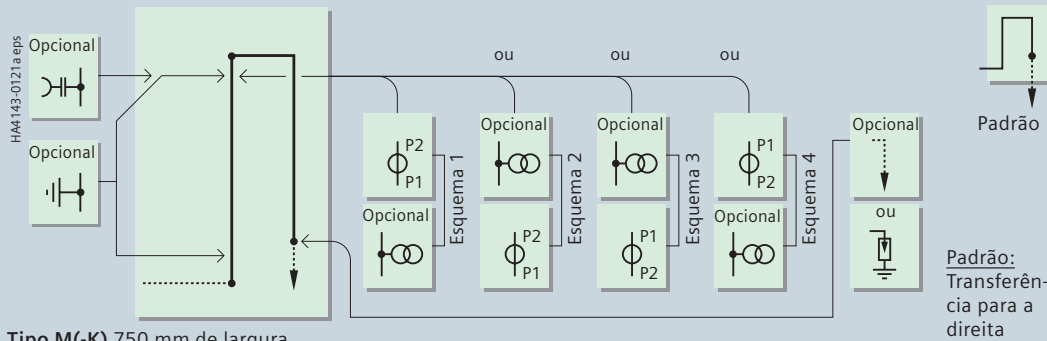 HA4143-0121a eps
Opcional
Opcional
ou
ou
ou
P2
P1
Opcional
Esquema 1
Opcional
P2
P1
Esquema 2
Opcional
P1
P2
Esquema 3
P1
P2
Opcional
Esquema 4
Opcional
ou
Padrão
Padrão:
Transferên-
cia para a
direita
Tipo M(-K) 750 mm de largura